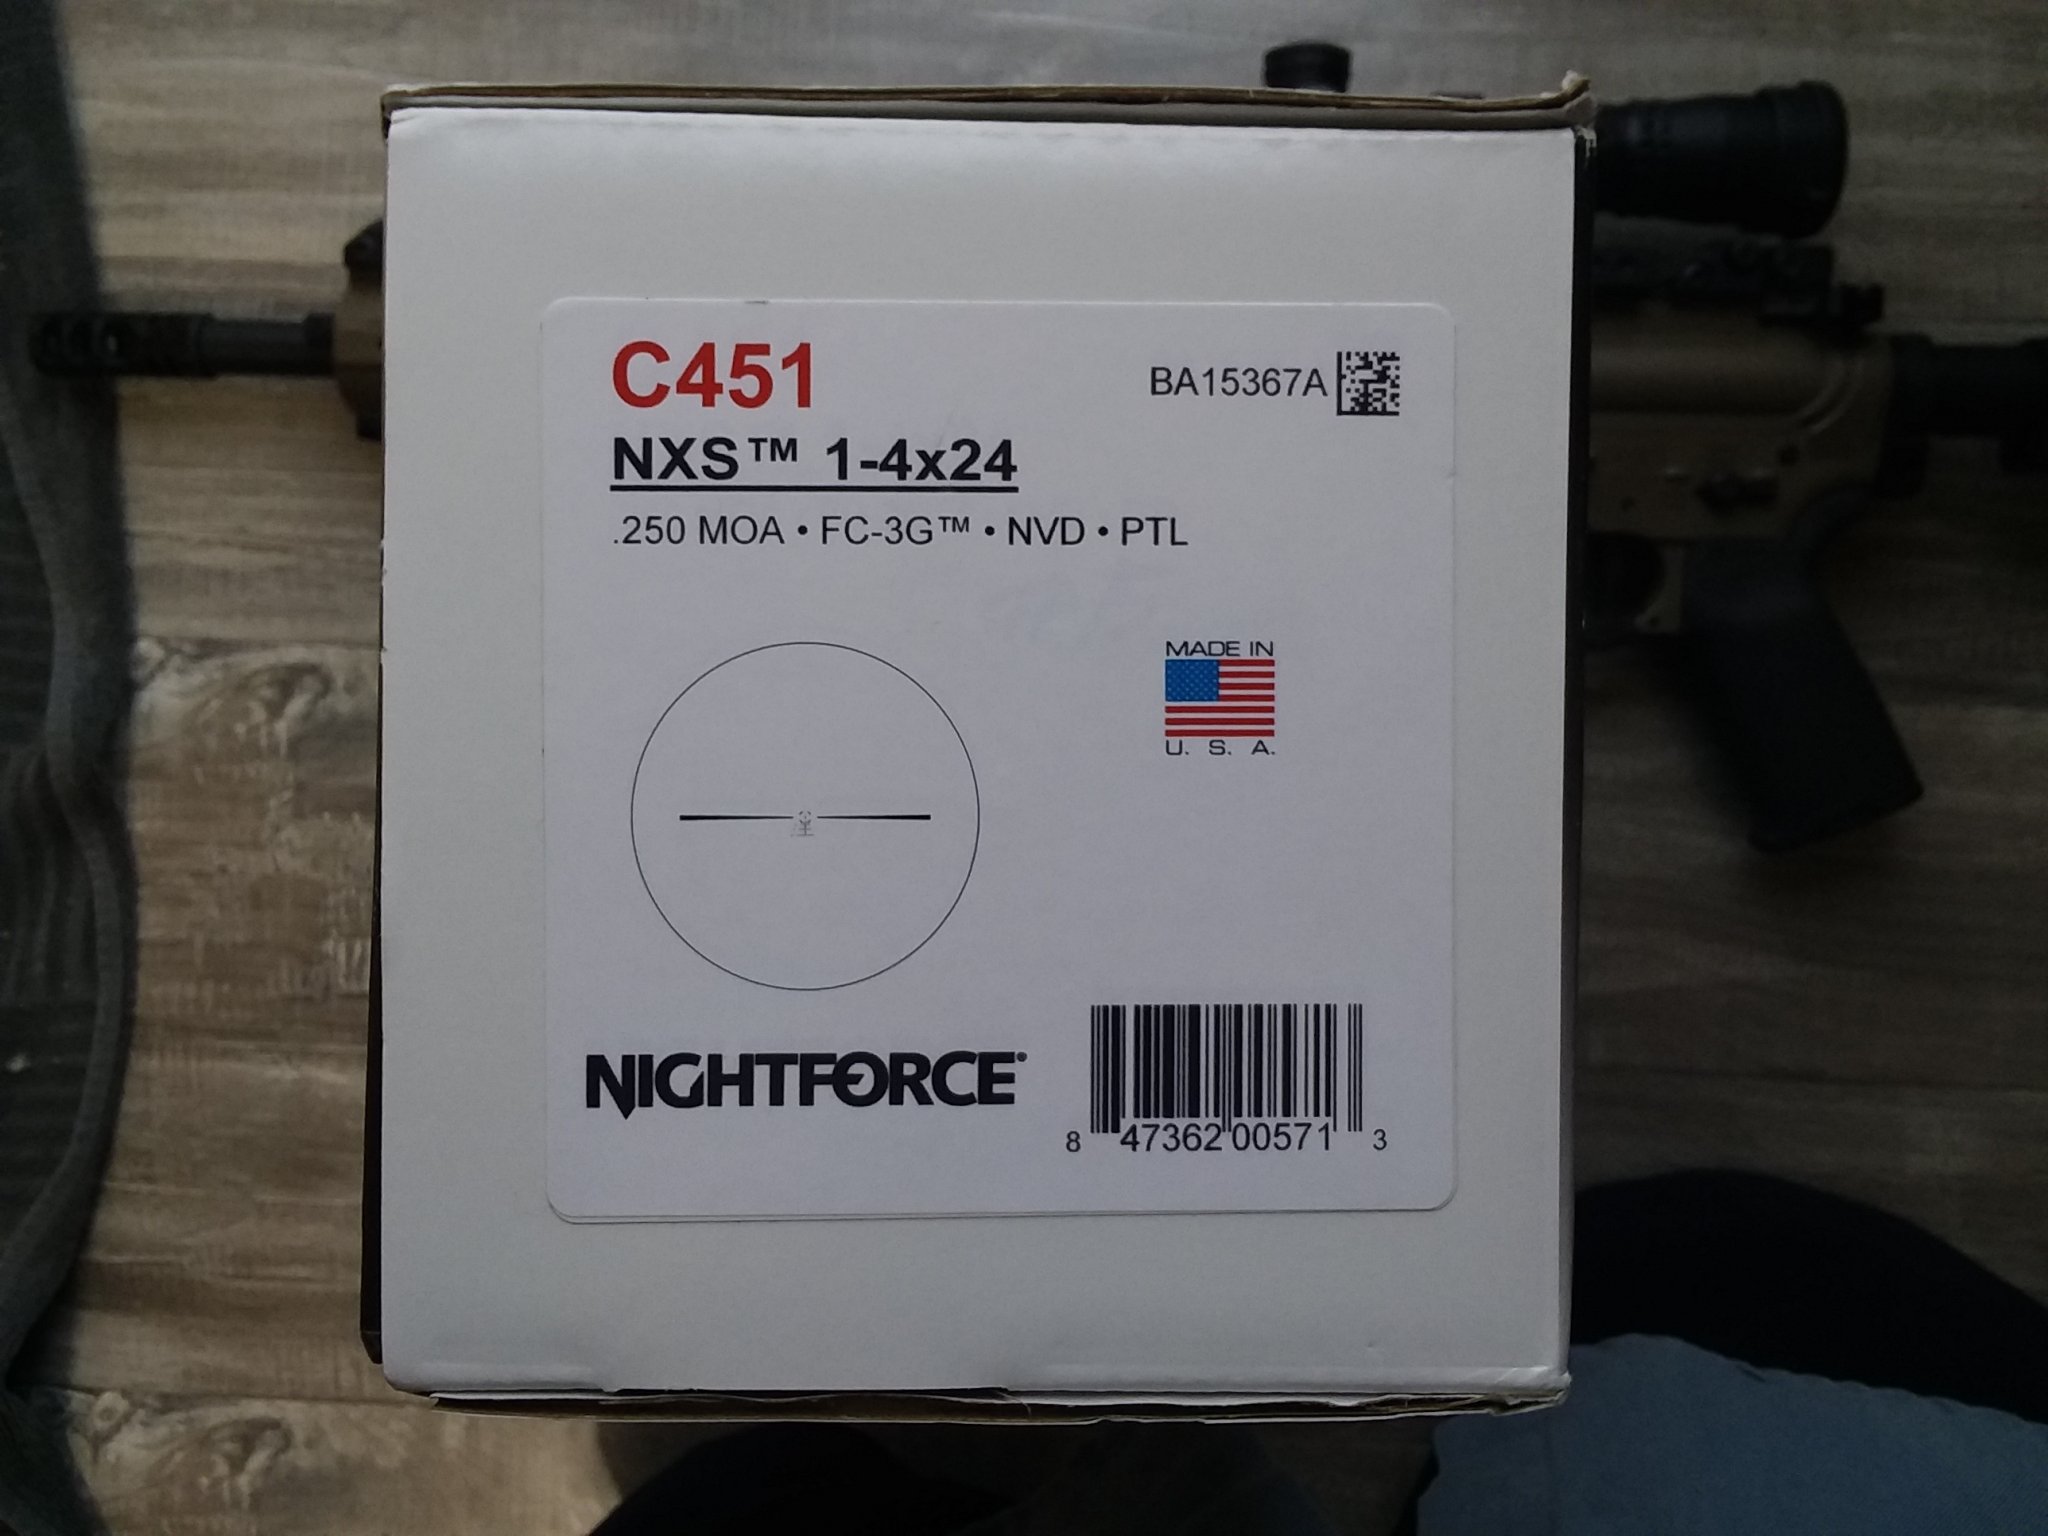 C451
BA15367A
NXS™ 1-4x24
.250 MOA • FC-3G™ • NVD • PTL
MADE IN
U. S. A.
NIGHTFORCE®
8 47362 00571 3